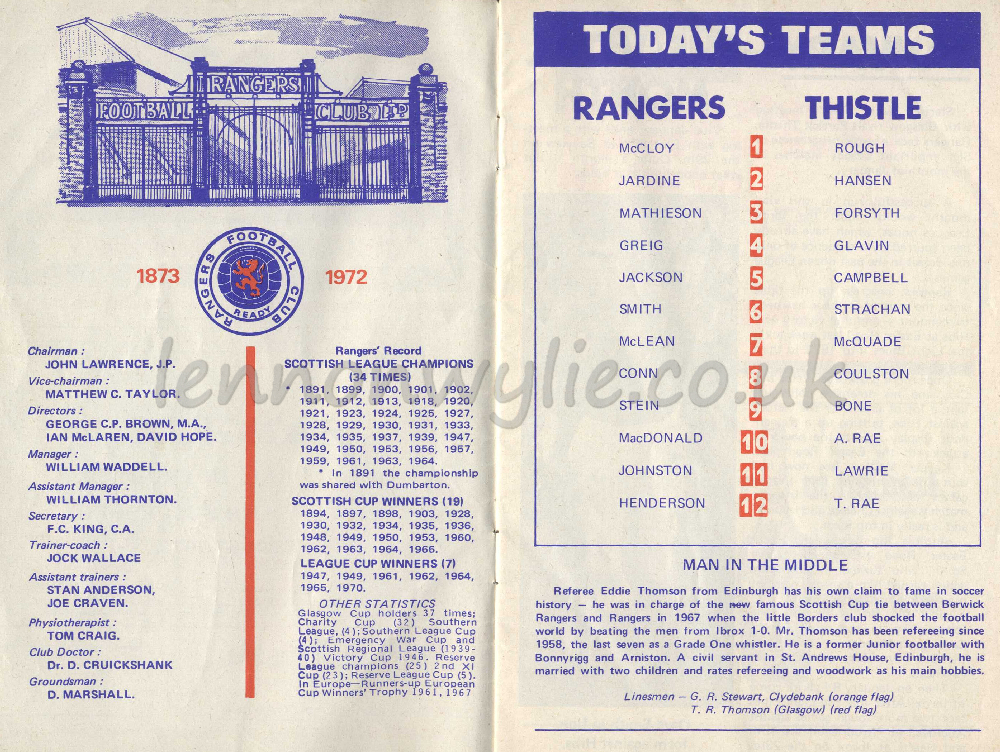 RANGERS
FOOTBALL CLUB LTD
1873
RANGERS FOOTBALL CLUB
READY
1972
Chairman :
JOHN LAWRENCE, J.P.
Vice-chairman :
MATTHEW C. TAYLOR.
Directors :
GEORGE C.P. BROWN, M.A.,
IAN McLAREN, DAVID HOPE.
Manager :
WILLIAM WADDELL.
Assistant Manager :
WILLIAM THORNTON.
Secretary :
F.C. KING, C.A.
Trainer-coach :
JOCK WALLACE
Assistant trainers :
STAN ANDERSON,
JOE CRAVEN.
Physiotherapist :
TOM CRAIG.
Club Doctor :
Dr. D. CRUICKSHANK
Groundsman :
D. MARSHALL.
Rangers' Record
SCOTTISH LEAGUE CHAMPIONS
(34 TIMES)
* 1891, 1899, 1900, 1901, 1902,
1911, 1912, 1913, 1918, 1920,
1921, 1923, 1924, 1925, 1927,
1928, 1929, 1930, 1931, 1933,
1934, 1935, 1937, 1939, 1947,
1949, 1950, 1953, 1956, 1957,
1959, 1961, 1963, 1964.
* In 1891 the championship
was shared with Dumbarton.
SCOTTISH CUP WINNERS (19)
1894, 1897, 1898, 1903, 1928,
1930, 1932, 1934, 1935, 1936,
1948, 1949, 1950, 1953, 1960,
1962, 1963, 1964, 1966.
LEAGUE CUP WINNERS (7)
1947, 1949, 1961, 1962, 1964,
1965, 1970.
OTHER STATISTICS
Glasgow Cup holders 37 times;
Charity Cup (32) Southern
League, (4); Southern League Cup
(4); Emergency War Cup and
Scottish Regional League (1939-
40) Victory Cup 1946. Reserve
League champions (25) 2nd XI
Cup (23); Reserve League Cup (5).
In Europe—Runners-up European
Cup Winners' Trophy 1961, 1967
TODAY'S TEAMS
RANGERS THISTLE
McCLOY 1 ROUGH
JARDINE 2 HANSEN
MATHIESON 3 FORSYTH
GREIG 4 GLAVIN
JACKSON 5 CAMPBELL
SMITH 6 STRACHAN
McLEAN 7 McQUADE
CONN 8 COULSTON
STEIN 9 BONE
MacDONALD 10 A. RAE
JOHNSTON 11 LAWRIE
HENDERSON 12 T. RAE
MAN IN THE MIDDLE
Referee Eddie Thomson from Edinburgh has his own claim to fame in soccer
history — he was in charge of the new famous Scottish Cup tie between Berwick
Rangers and Rangers in 1967 when the little Borders club shocked the football
world by beating the men from Ibrox 1-0. Mr. Thomson has been refereeing since
1958, the last seven as a Grade One whistler. He is a former Junior footballer with
Bonnyrigg and Arniston. A civil servant in St. Andrews House, Edinburgh, he is
married with two children and rates refereeing and woodwork as his main hobbies.
Linesmen — G. R. Stewart, Clydebank (orange flag)
T. R. Thomson (Glasgow) (red flag)
lennoxwylie.co.uk